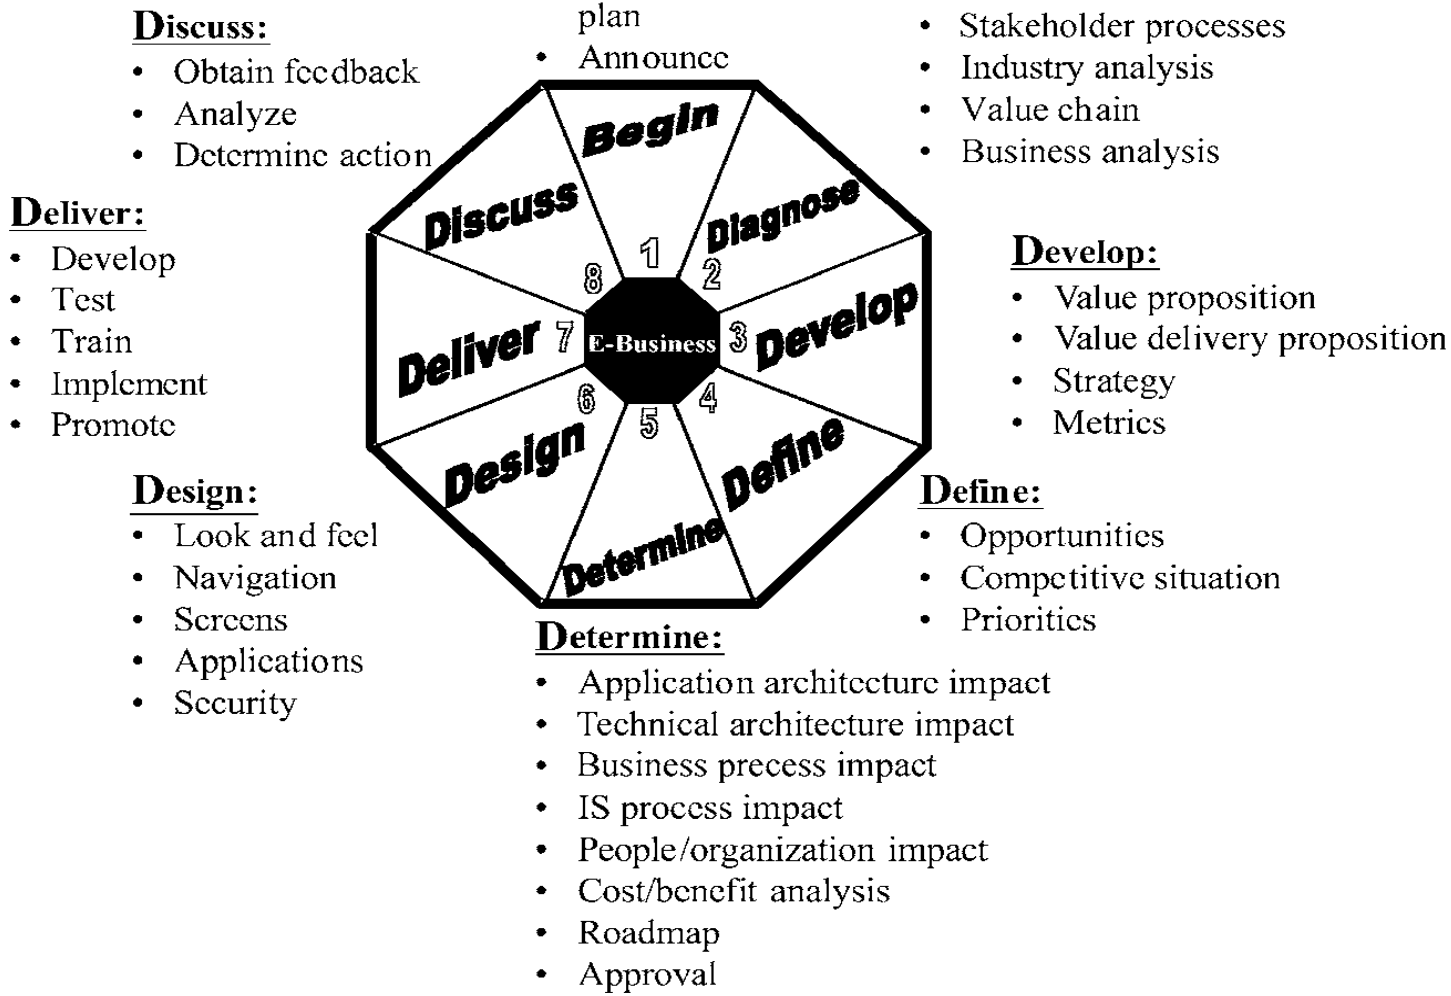 plan
• Announce
• Stakeholder processes
• Industry analysis
• Value chain
• Business analysis
Discuss:
• Obtain feedback
• Analyze
• Determine action
Deliver:
• Develop
• Test
• Train
• Implement
• Promote
Develop:
• Value proposition
• Value delivery proposition
• Strategy
• Metrics
Begin
Diagnose
Develop
Define
Determine
Design
Deliver
Discuss
1
2
3
4
5
6
7
8
E-Business
Design:
• Look and feel
• Navigation
• Screens
• Applications
• Security
Define:
• Opportunities
• Competitive situation
• Priorities
Determine:
• Application architecture impact
• Technical architecture impact
• Business precess impact
• IS process impact
• People/organization impact
• Cost/benefit analysis
• Roadmap
• Approval